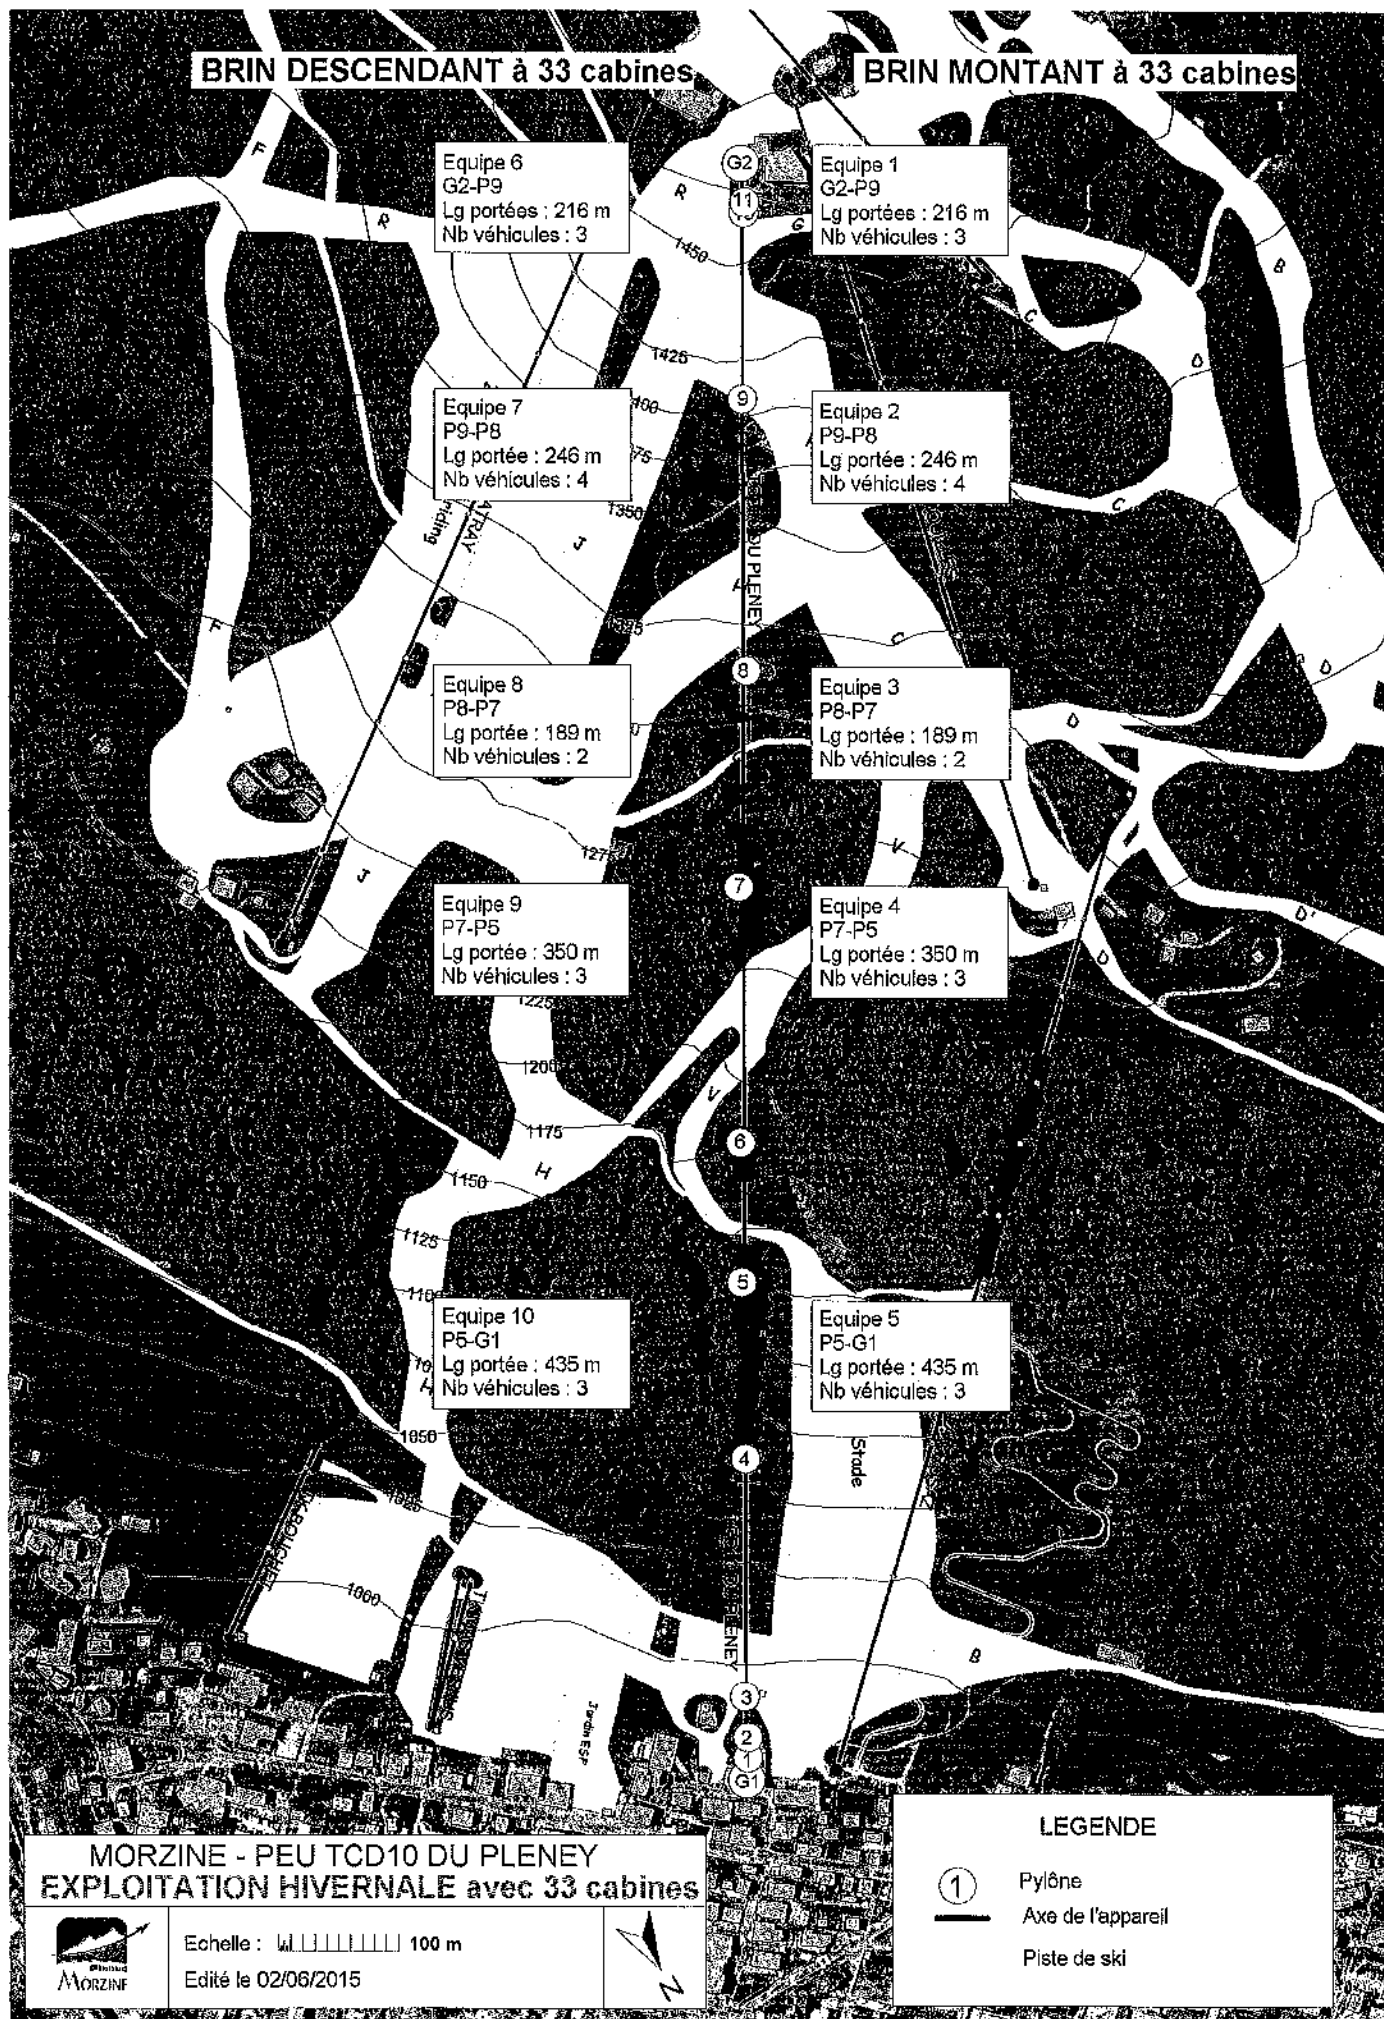 BRIN DESCENDANT à 33 cabines
BRIN MONTANT à 33 cabines
Equipe 6
G2-P9
Lg portées : 216 m
Nb véhicules : 3
Equipe 1
G2-P9
Lg portées : 216 m
Nb véhicules : 3
G2
11
F
R
R
G
B
1450
C
1425
D
9
Equipe 7
P9-P8
Lg portée : 246 m
Nb véhicules : 4
Equipe 2
P9-P8
Lg portée : 246 m
Nb véhicules : 4
1350
J
C
DU PLENEY
F
C
8
D
Equipe 8
P8-P7
Lg portée : 189 m
Nb véhicules : 2
Equipe 3
P8-P7
Lg portée : 189 m
Nb véhicules : 2
D
V
J
7
Equipe 9
P7-P5
Lg portée : 350 m
Nb véhicules : 3
Equipe 4
P7-P5
Lg portée : 350 m
Nb véhicules : 3
D'
D
1225
1200
V
1175
6
H
1150
1125
5
Equipe 10
P5-G1
Lg portée : 435 m
Nb véhicules : 3
Equipe 5
P5-G1
Lg portée : 435 m
Nb véhicules : 3
H
1050
4
Stade
1025
1000
B
3
Jardin ESF
2
1
G1
MORZINE - PEU TCD10 DU PLENEY
EXPLOITATION HIVERNALE avec 33 cabines
MORZINE
Echelle : 100 m
Edité le 02/06/2015
N
LEGENDE
1 Pylône
Axe de l'appareil
Piste de ski